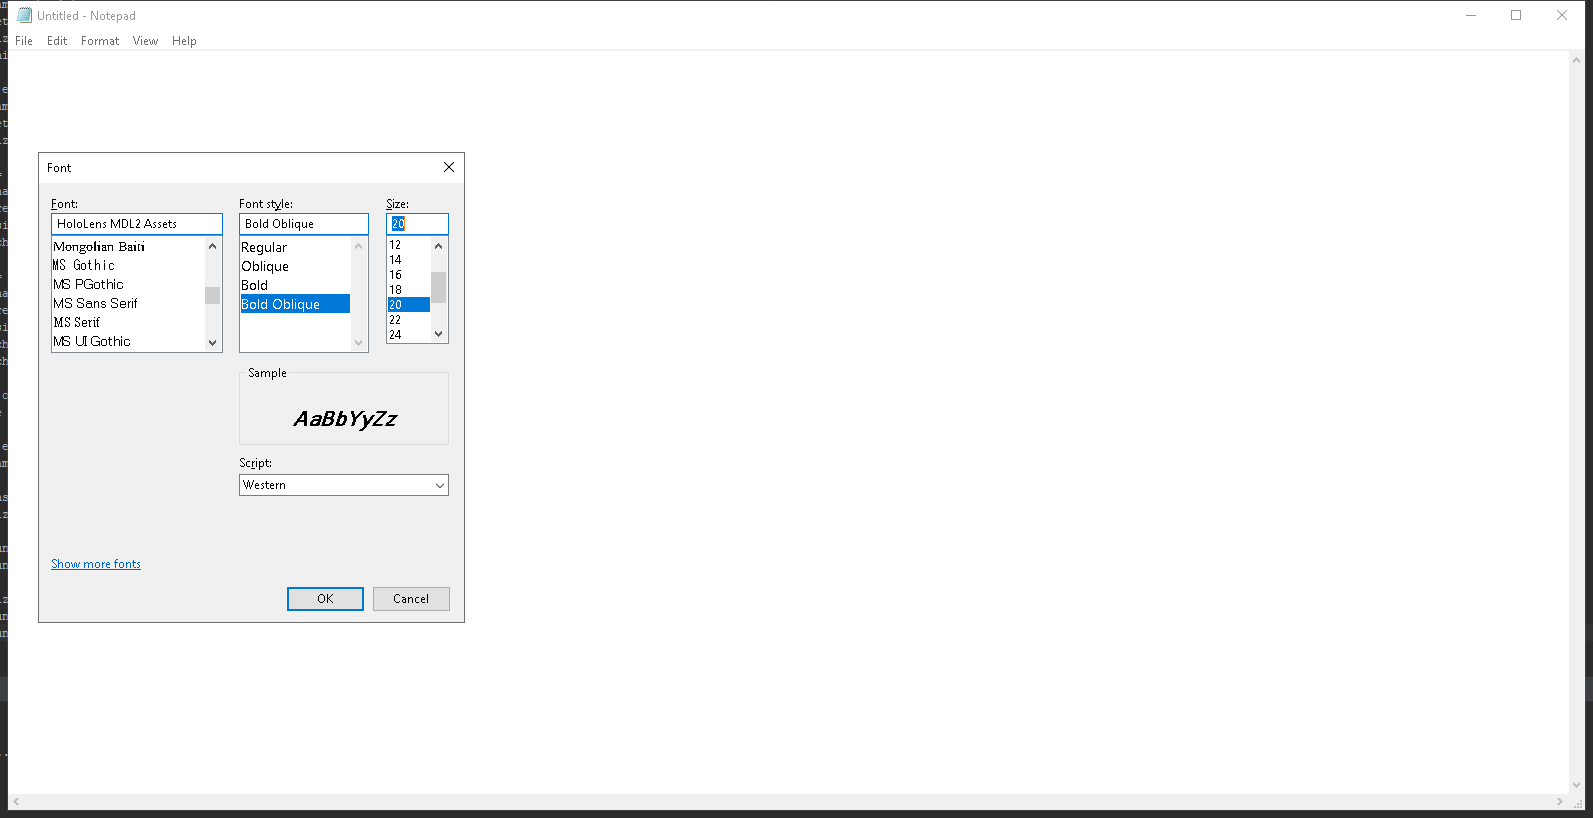 Untitled - Notepad
File Edit Format View Help
Font
Font: Font style: Size:
HoloLens MDL2 Assets Bold Oblique 20
Mongolian Baiti
MS Gothic
MS PGothic
MS Sans Serif
MS Serif
MS UI Gothic
Regular
Oblique
Bold
Bold Oblique
12
14
16
18
20
22
24
Sample
AaBbYyZz
Script:
Western
Show more fonts
OK Cancel